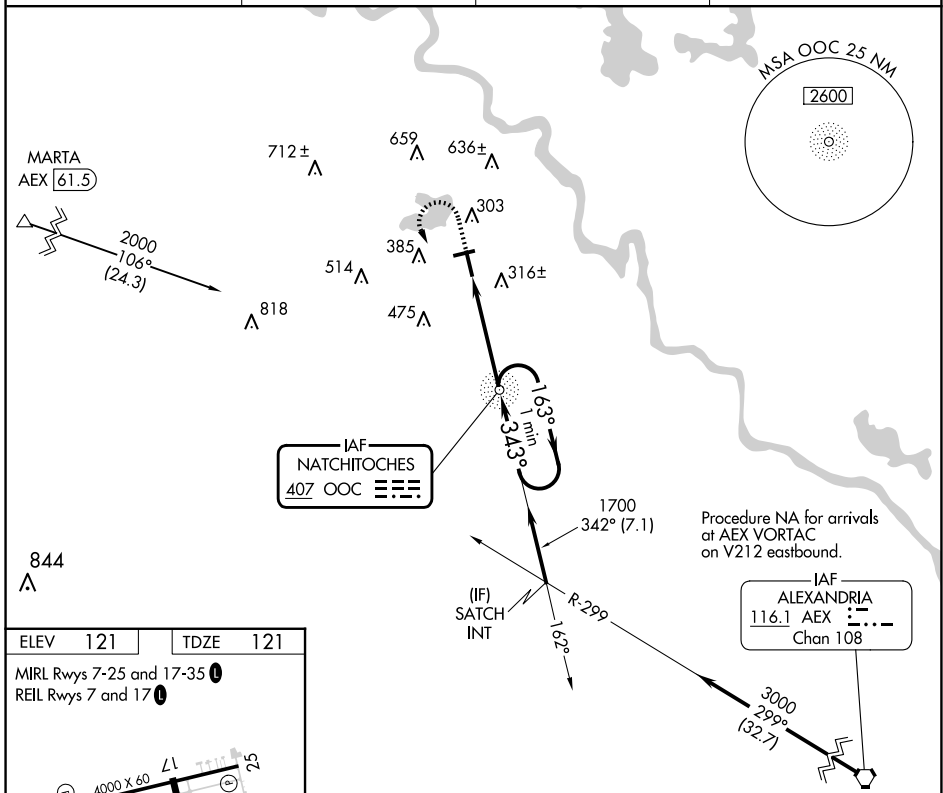 MSA OOC 25 NM
2600
MARTA
AEX 61.5
2000
106°
(24.3)
712±
659
636±
303
385
514
316±
818
475
163°
1 min
343°
IAF
NATCHITOCHES
407 OOC
1700
342° (7.1)
Procedure NA for arrivals
at AEX VORTAC
on V212 eastbound.
844
(IF)
SATCH
INT
R-299
162°
IAF
ALEXANDRIA
116.1 AEX
Chan 108
3000
299°
(32.7)
ELEV 121 TDZE 121
MIRL Rwys 7-25 and 17-35 L
REIL Rwys 7 and 17 L
17
25
4000 X 60
P